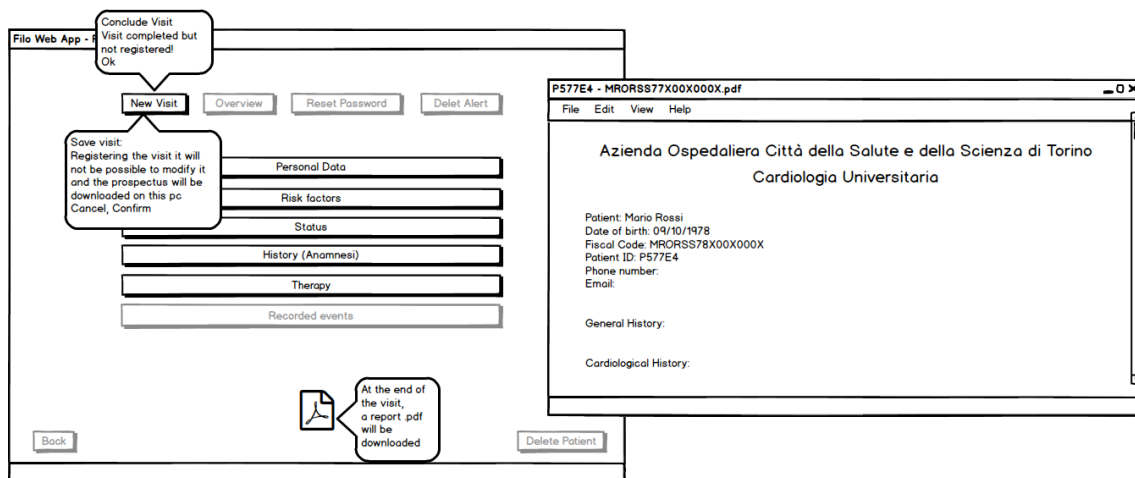 Conclude Visit
Visit completed but
not registered!
Ok
Filo Web App -
New Visit
Overview
Reset Password
Delet Alert
Save visit:
Registering the visit it will
not be possible to modify it
and the prospectus will be
downloaded on this pc
Cancel, Confirm
Personal Data
Risk factors
Status
History (Anamnesi)
Therapy
Recorded events
At the end of
the visit,
a report .pdf
will be
downloaded
Back
Delete Patient
P577E4 - MRORSS77X00X000X.pdf
File Edit View Help
Azienda Ospedaliera Città della Salute e della Scienza di Torino
Cardiologia Universitaria
Patient: Mario Rossi
Date of birth: 09/10/1978
Fiscal Code: MRORSS78X00X000X
Patient ID: P577E4
Phone number:
Email:
General History:
Cardiological History: